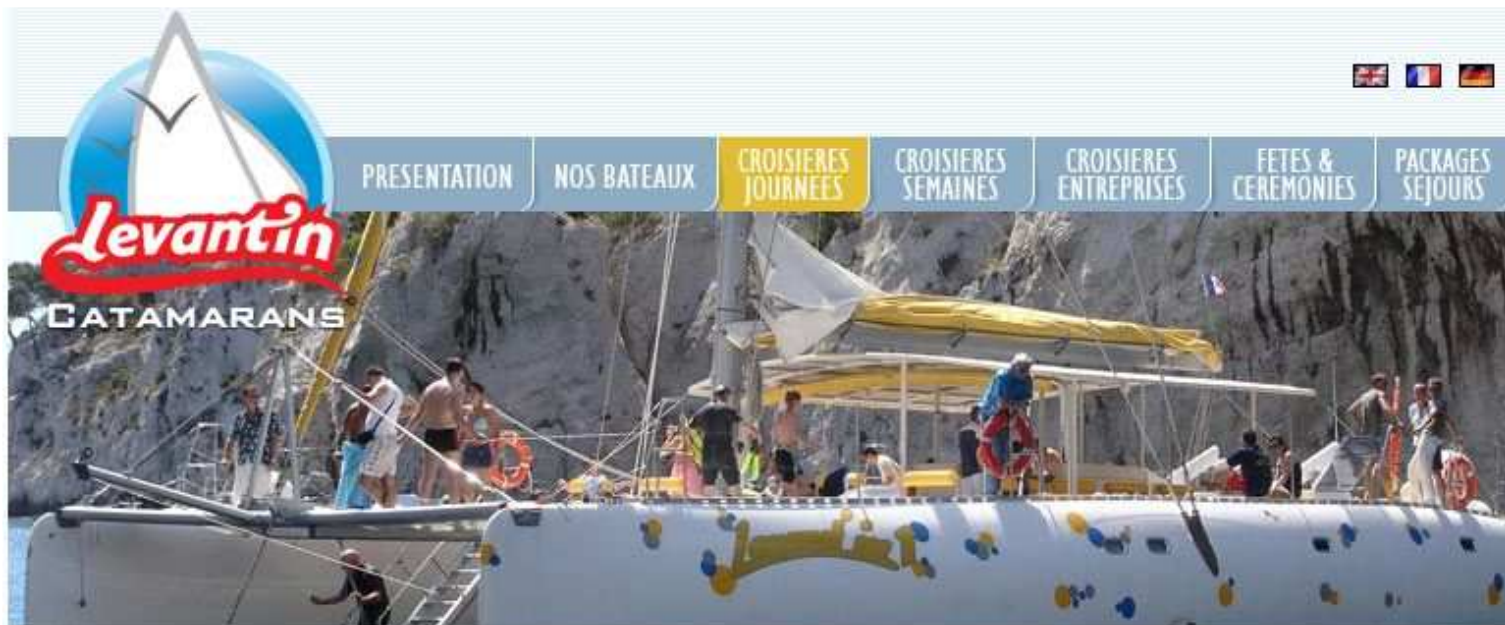 Levantin
CATAMARANS
PRESENTATION
NOS BATEAUX
CROISIERES
JOURNEES
CROISIERES
SEMAINES
CROISIERES
ENTREPRISES
FETES &
CEREMONIES
PACKAGES
SEJOURS